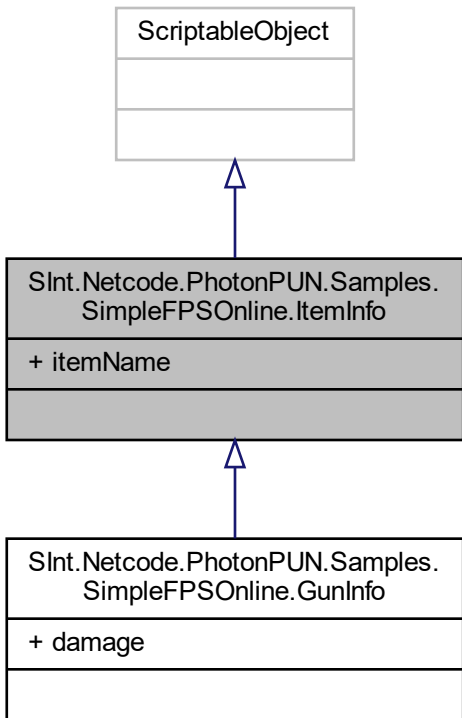 ScriptableObject
SInt.Netcode.PhotonPUN.Samples.
SimpleFPSOnline.ItemInfo
+ itemName
SInt.Netcode.PhotonPUN.Samples.
SimpleFPSOnline.GunInfo
+ damage